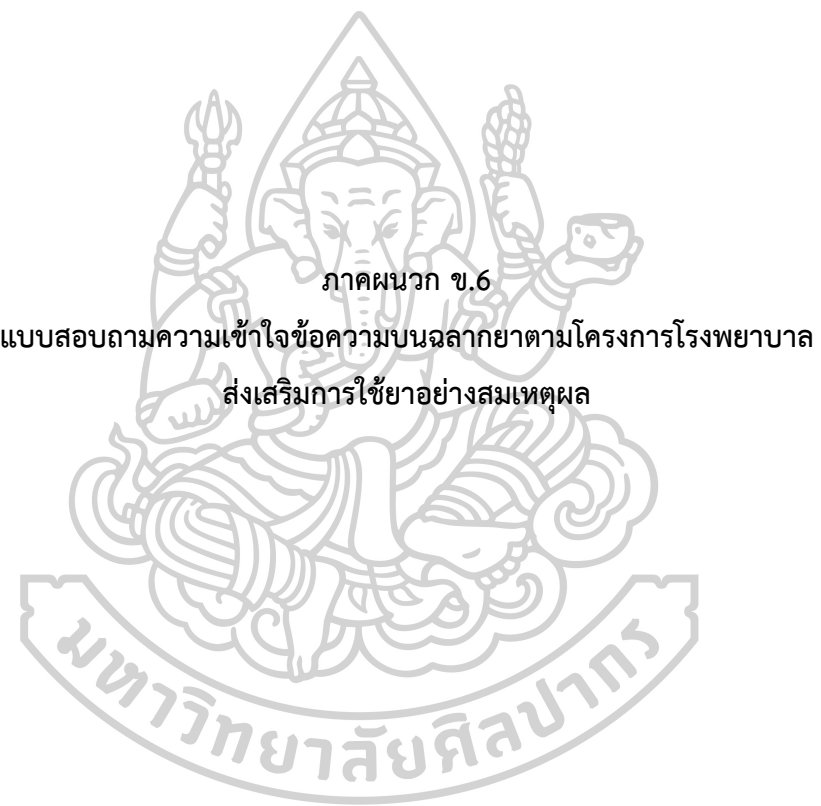 ภาคผนวก ข.6
แบบสอบถามความเข้าใจข้อความบนฉลากยาตามโครงการโรงพยาบาล
ส่งเสริมการใช้ยาอย่างสมเหตุผล
มหาวิทยาลัยศิลปากร